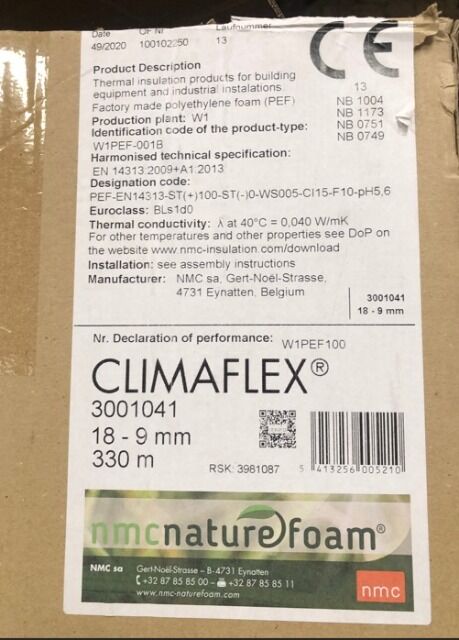 Date OF Nr Laufnummer
49/2020 100102250 13
CE
Product Description
Thermal insulation products for building
equipment and industrial instalations.
Factory made polyethylene foam (PEF)
13
NB 1004
NB 1173
NB 0751
NB 0749
Production plant: W1
Identification code of the product-type:
W1PEF-001B
Harmonised technical specification:
EN 14313:2009+A1:2013
Designation code:
PEF-EN14313-ST(+)100-ST(-)0-WS005-CI15-F10-pH5,6
Euroclass: BLs1d0
Thermal conductivity: λ at 40°C = 0,040 W/mK
For other temperatures and other properties see DoP on
the website www.nmc-insulation.com/download
Installation: see assembly instructions
Manufacturer: NMC sa, Gert-Noël-Strasse,
4731 Eynatten, Belgium
3001041
18 - 9 mm
Nr. Declaration of performance: W1PEF100
CLIMAFLEX®
3001041
18 - 9 mm
330 m
RSK: 3981087
5 413256 005210
nmcnaturefoam®
NMC sa Gert-Noël-Strasse – B-4731 Eynatten
+32 87 85 85 00 – +32 87 85 85 11
www.nmc-naturefoam.com
nmc